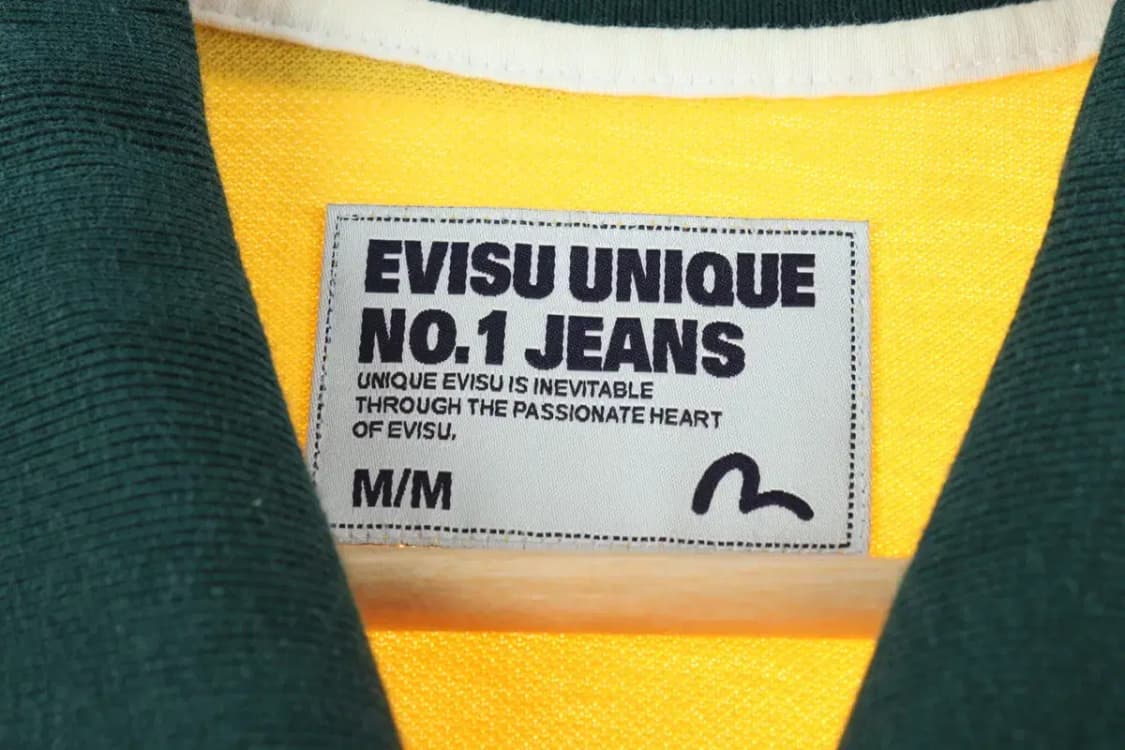 EVISU UNIQUE
NO.1 JEANS
UNIQUE EVISU IS INEVITABLE
THROUGH THE PASSIONATE HEART
OF EVISU.
M/M